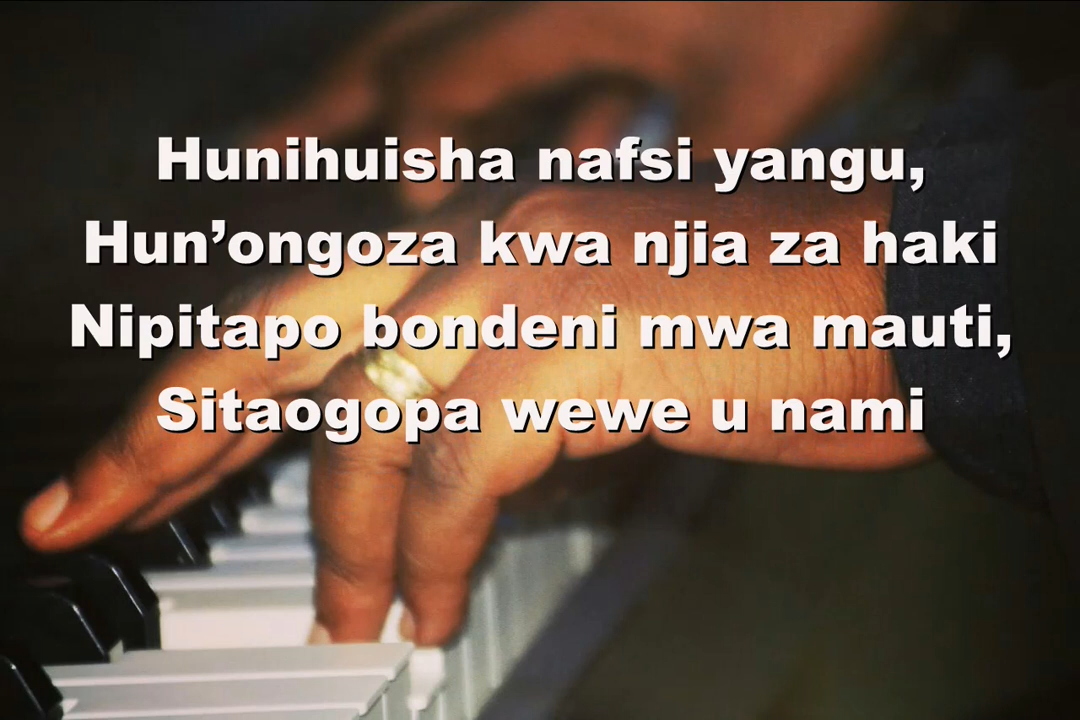 Hunihuisha nafsi yangu,
Hun’ongoza kwa njia za haki
Nipitapo bondeni mwa mauti,
Sitaogopa wewe u nami